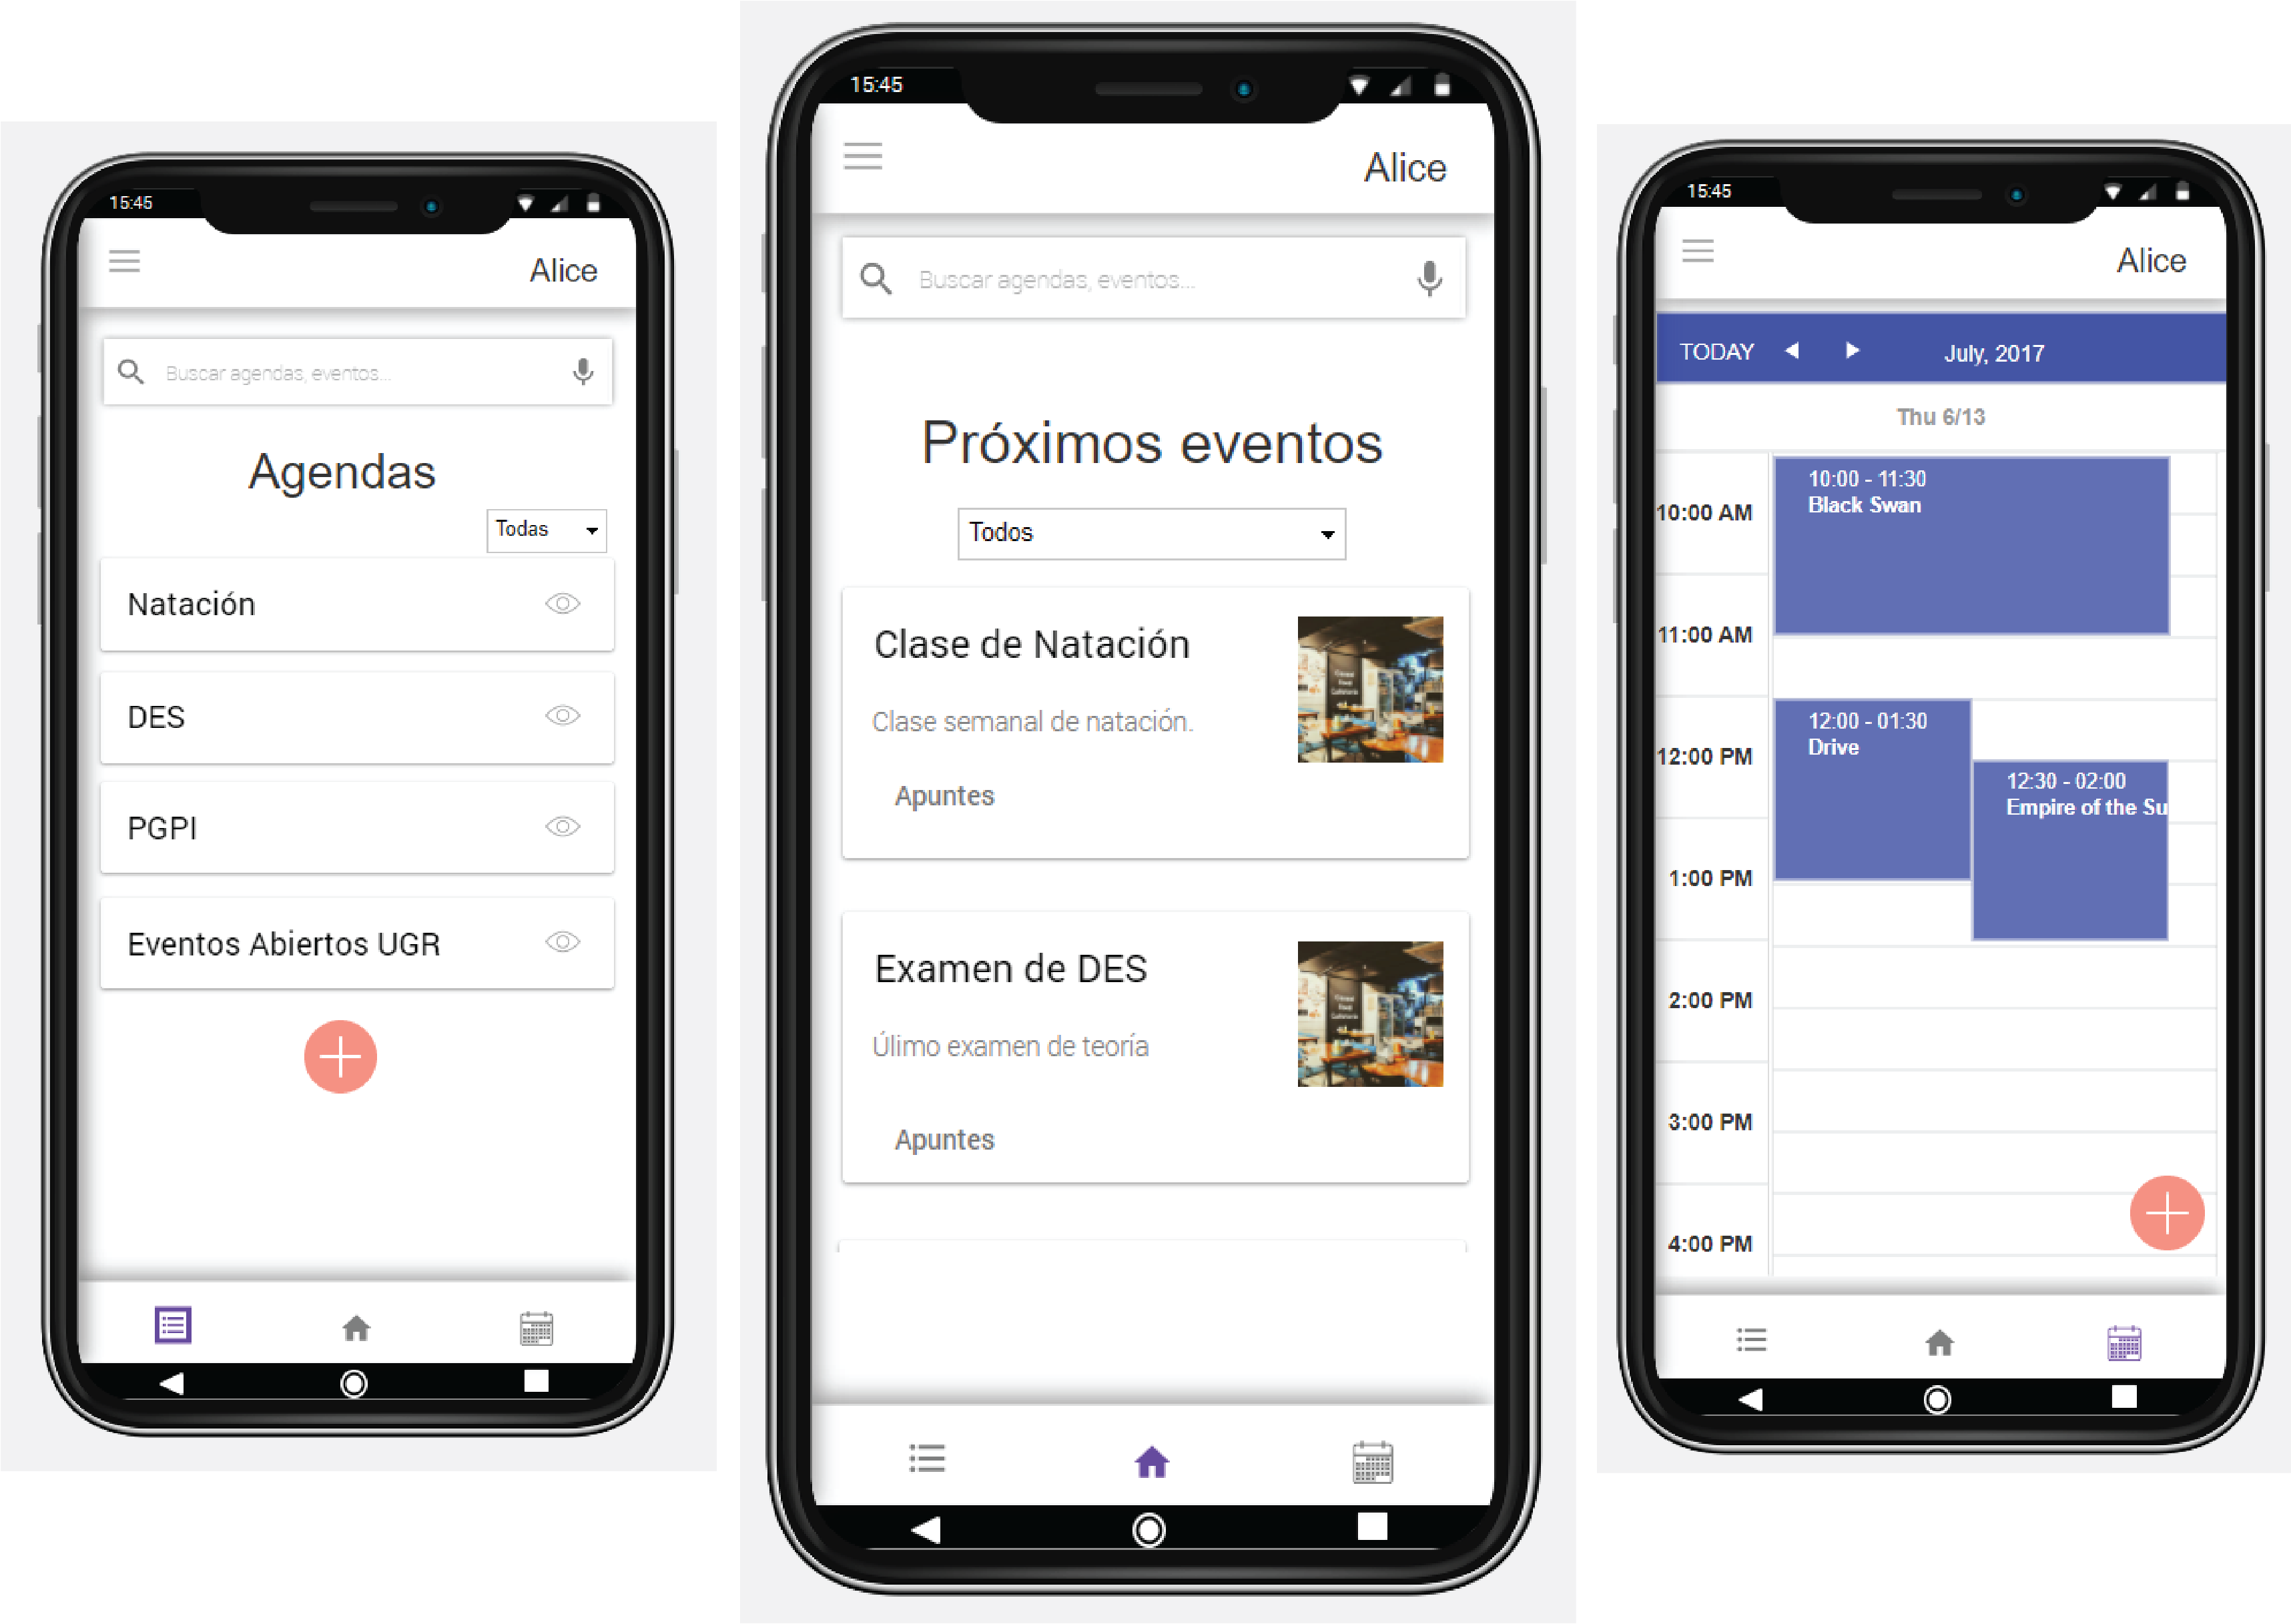 15:45
Alice
Buscar agendas, eventos...
Agendas
Todas
Natación
DES
PGPI
Eventos Abiertos UGR
15:45
Alice
Buscar agendas, eventos...
Próximos eventos
Todos
Clase de Natación
Clase semanal de natación.
Apuntes
Examen de DES
Úlimo examen de teoría
Apuntes
15:45
Alice
TODAY July, 2017
Thu 6/13
10:00 - 11:30
Black Swan
10:00 AM
11:00 AM
12:00 - 01:30
Drive
12:00 PM
12:30 - 02:00
Empire of the Su
1:00 PM
2:00 PM
3:00 PM
4:00 PM